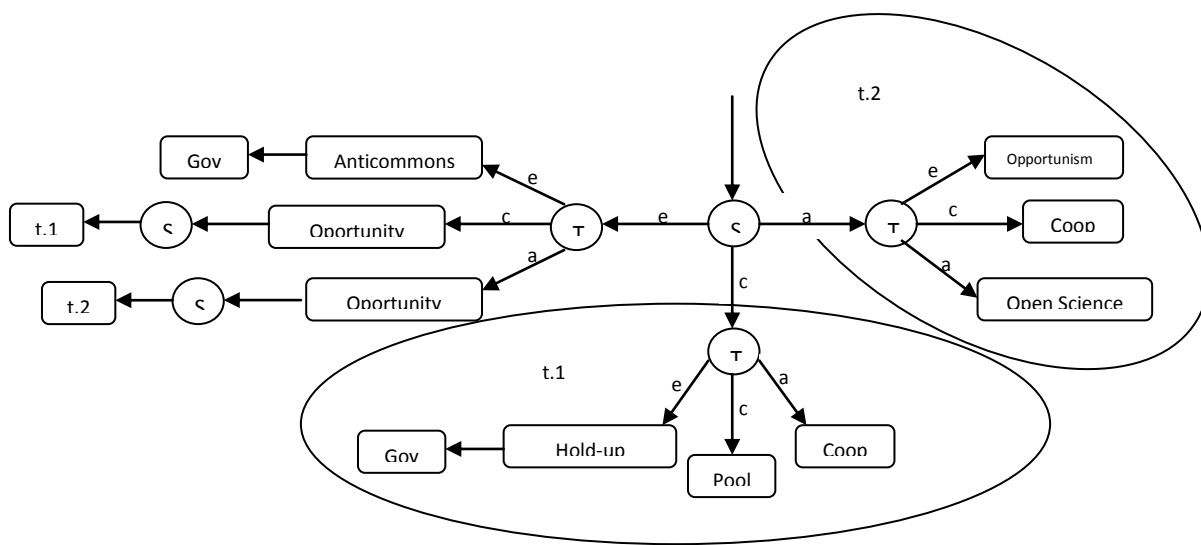 t.2
Gov
Anticommons
e
Opportunism
e
t.1
S
Oportunity
c
T
e
S
a
T
c
Coop
a
a
t.2
S
Oportunity
c
Open Science
T
t.1
e
c
a
Gov
Hold-up
Coop
Pool